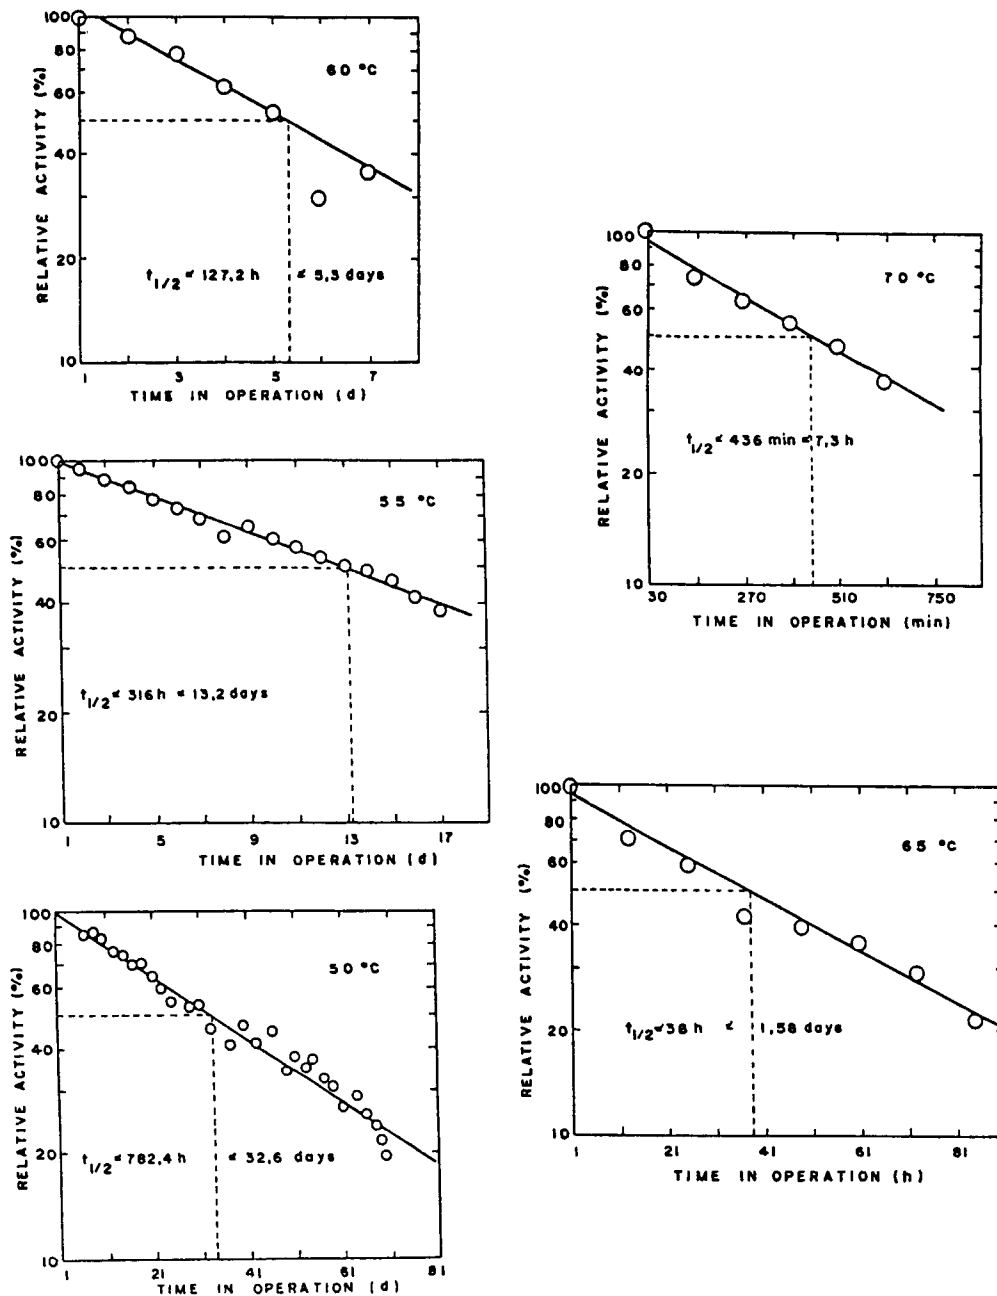 RELATIVE ACTIVITY (%)
100
80
60
40
20
10
60 °C
t1/2 = 127,2 h = 5,3 days
1 3 5 7
TIME IN OPERATION (d)
RELATIVE ACTIVITY (%)
100
80
60
40
20
10
70 °C
t1/2 = 436 min = 7,3 h
30 270 510 750
TIME IN OPERATION (min)
RELATIVE ACTIVITY (%)
100
80
60
40
20
10
55 °C
t1/2 = 316 h = 13,2 days
1 5 9 13 17
TIME IN OPERATION (d)
RELATIVE ACTIVITY (%)
100
80
60
40
20
10
65 °C
t1/2 = 38 h = 1,58 days
1 21 41 61 81
TIME IN OPERATION (h)
RELATIVE ACTIVITY (%)
100
80
60
40
20
10
50 °C
t1/2 = 782,4 h = 32,6 days
1 21 41 61 81
TIME IN OPERATION (d)